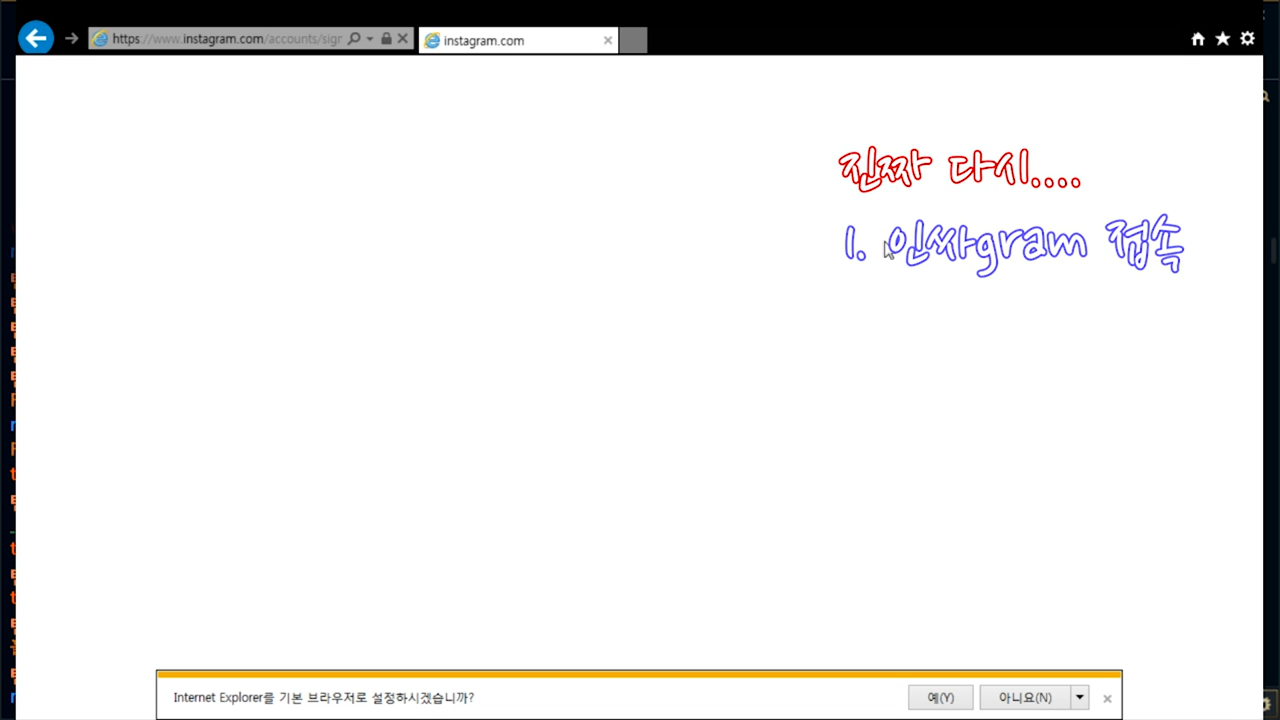 https://www.instagram.com/accounts/sigr
instagram.com
진짜 다시....
1. 인싸gram 접속
Internet Explorer를 기본 브라우저로 설정하시겠습니까?
예(Y)
아니요(N)